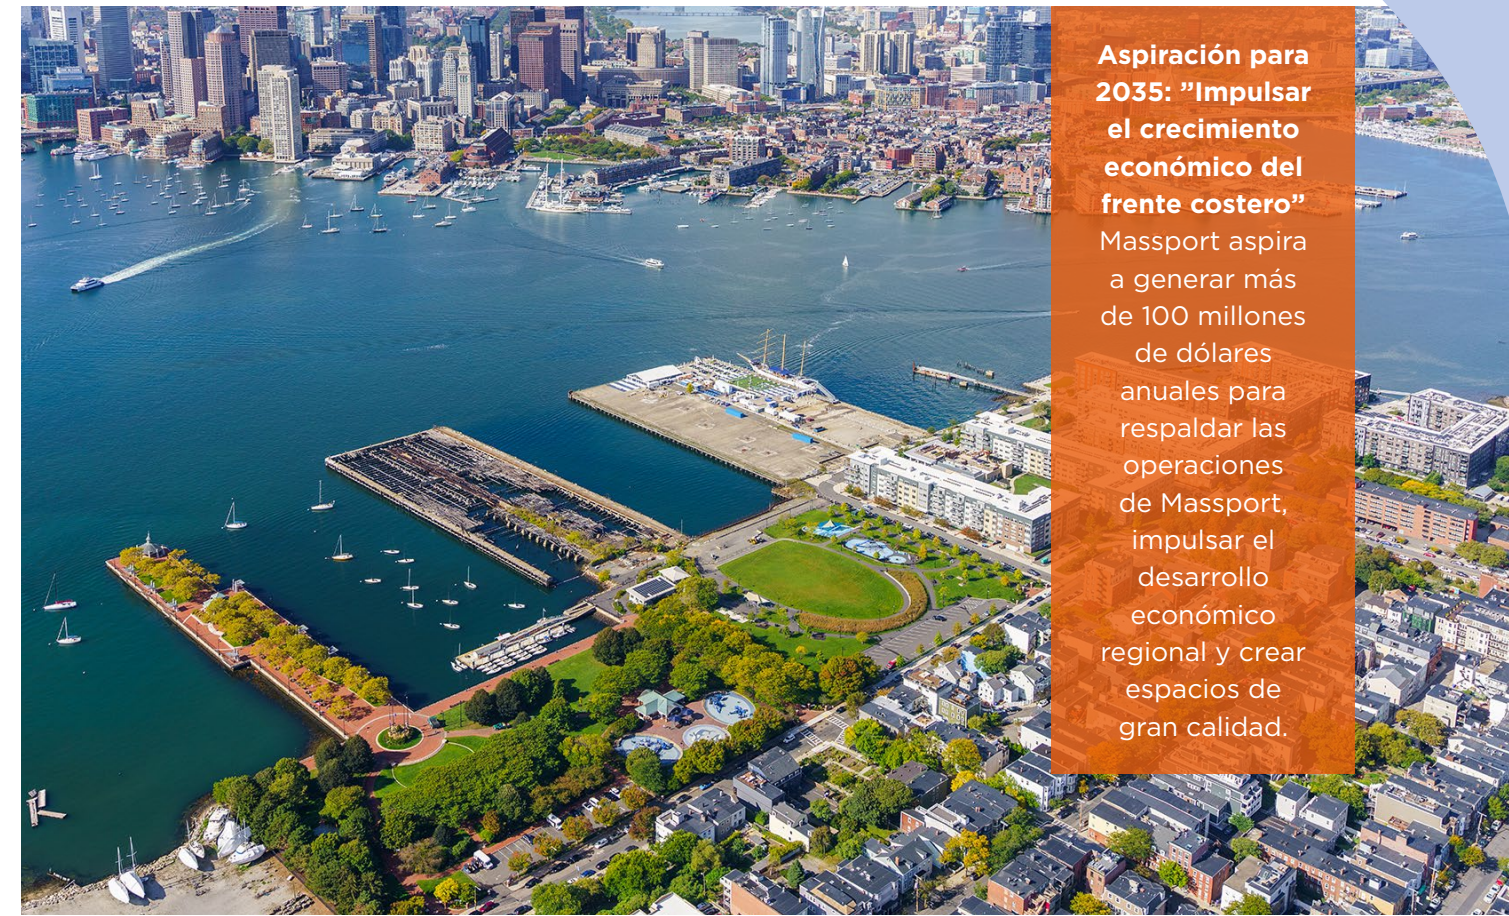 Aspiración para
2035: ”Impulsar
el crecimiento
económico del
frente costero”
Massport aspira
a generar más
de 100 millones
de dólares
anuales para
respaldar las
operaciones
de Massport,
impulsar el
desarrollo
económico
regional y crear
espacios de
gran calidad.